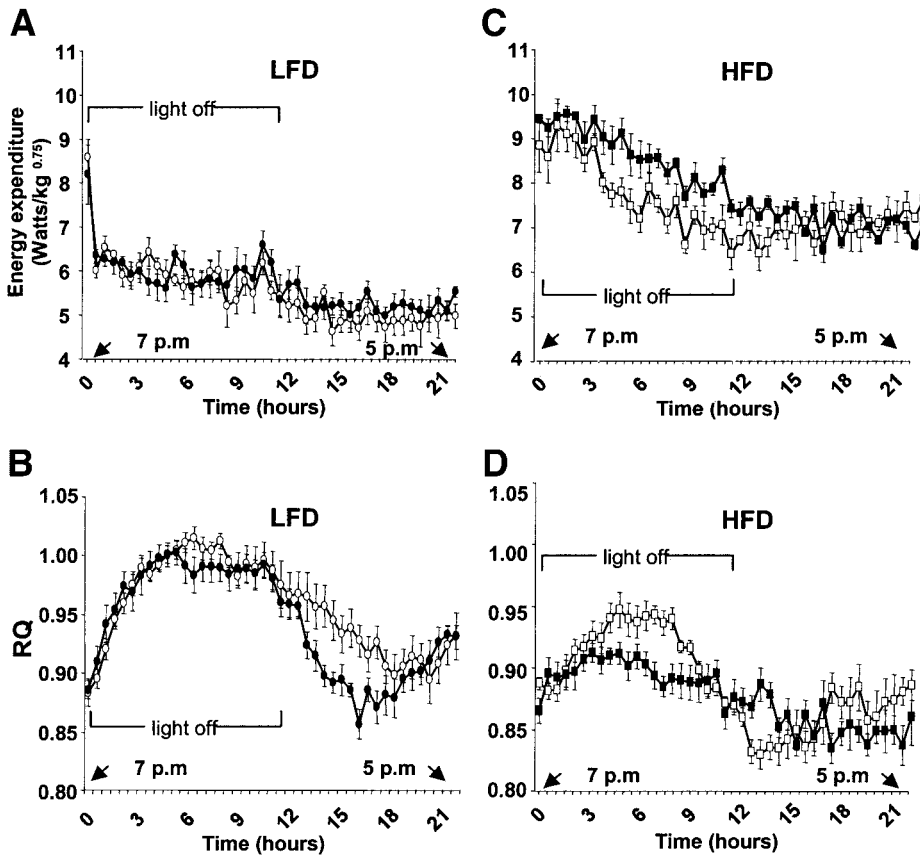 A
LFD
11
10
9
8
7
6
5
4
light off
Energy expenditure
(Watts/kg 0.75)
7 p.m
5 p.m
0
3
6
9
12
15
18
21
Time (hours)
C
HFD
11
10
9
8
7
6
5
4
light off
7 p.m
5 p.m
0
3
6
9
12
15
18
21
Time (hours)
B
LFD
1.05
1.00
0.95
0.90
0.85
0.80
RQ
light off
7 p.m
5 p.m
0
3
6
9
12
15
18
21
Time (hours)
D
HFD
1.05
1.00
0.95
0.90
0.85
0.80
light off
7 p.m
5 p.m
0
3
6
9
12
15
18
21
Time (hours)